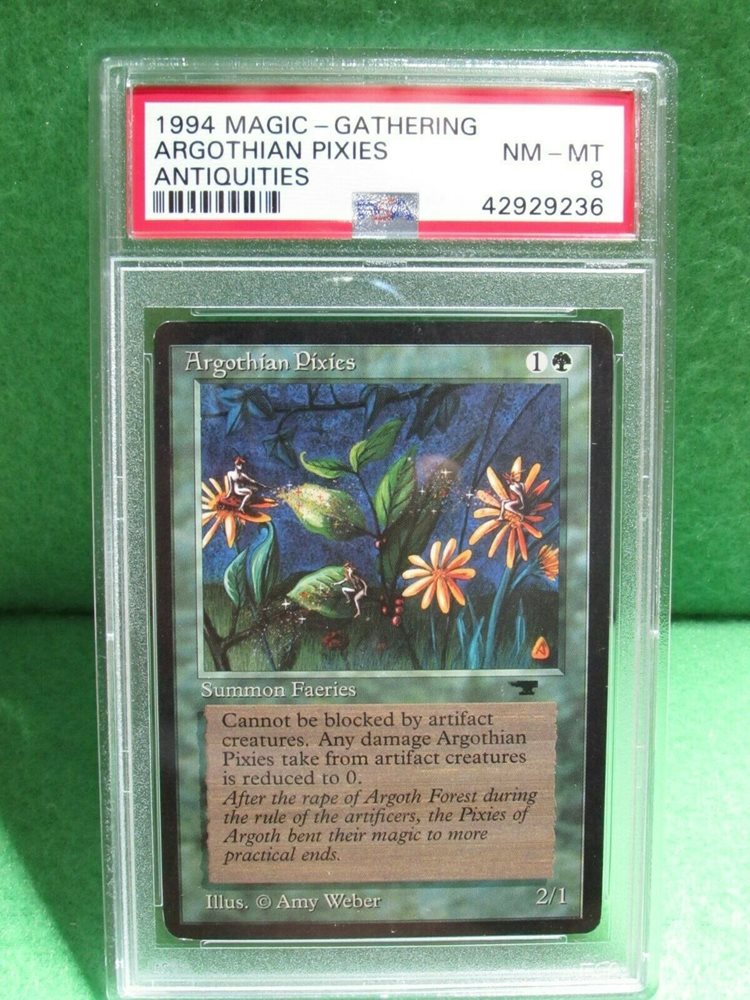 1994 MAGIC – GATHERING
ARGOTHIAN PIXIES NM – MT
ANTIQUITIES 8
PSA 42929236
Argothian Pixies 1
Summon Faeries
Cannot be blocked by artifact
creatures. Any damage Argothian
Pixies take from artifact creatures
is reduced to 0.
After the rape of Argoth Forest during
the rule of the artificers, the Pixies of
Argoth bent their magic to more
practical ends.
Illus. © Amy Weber 2/1